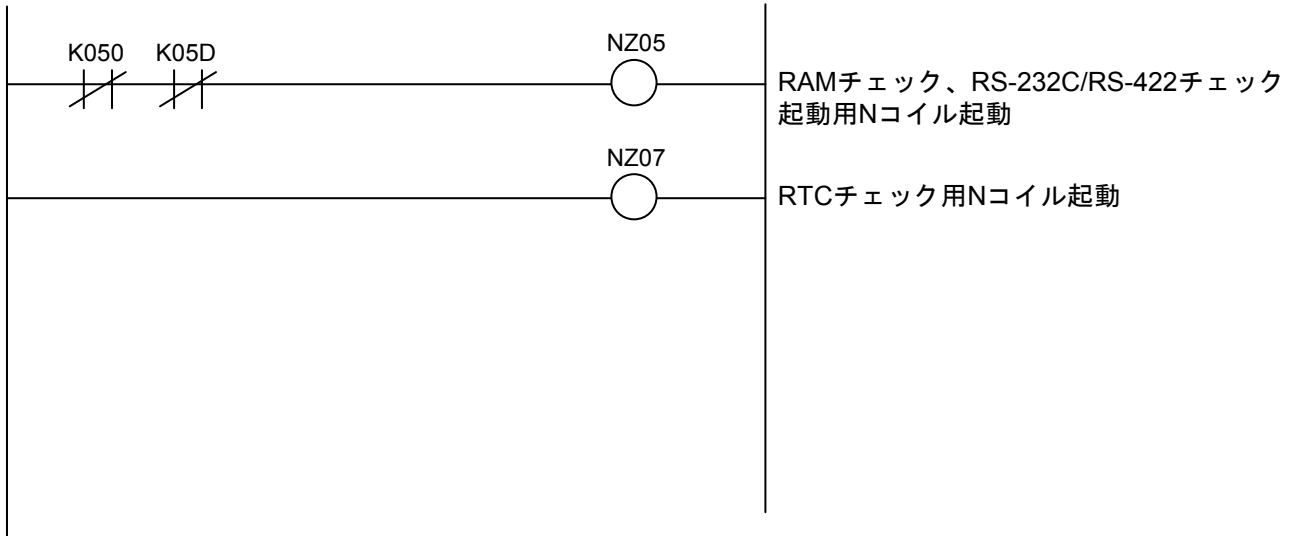 K050 K05D
NZ05
RAMチェック、RS-232C/RS-422チェック
起動用Nコイル起動
NZ07
RTCチェック用Nコイル起動